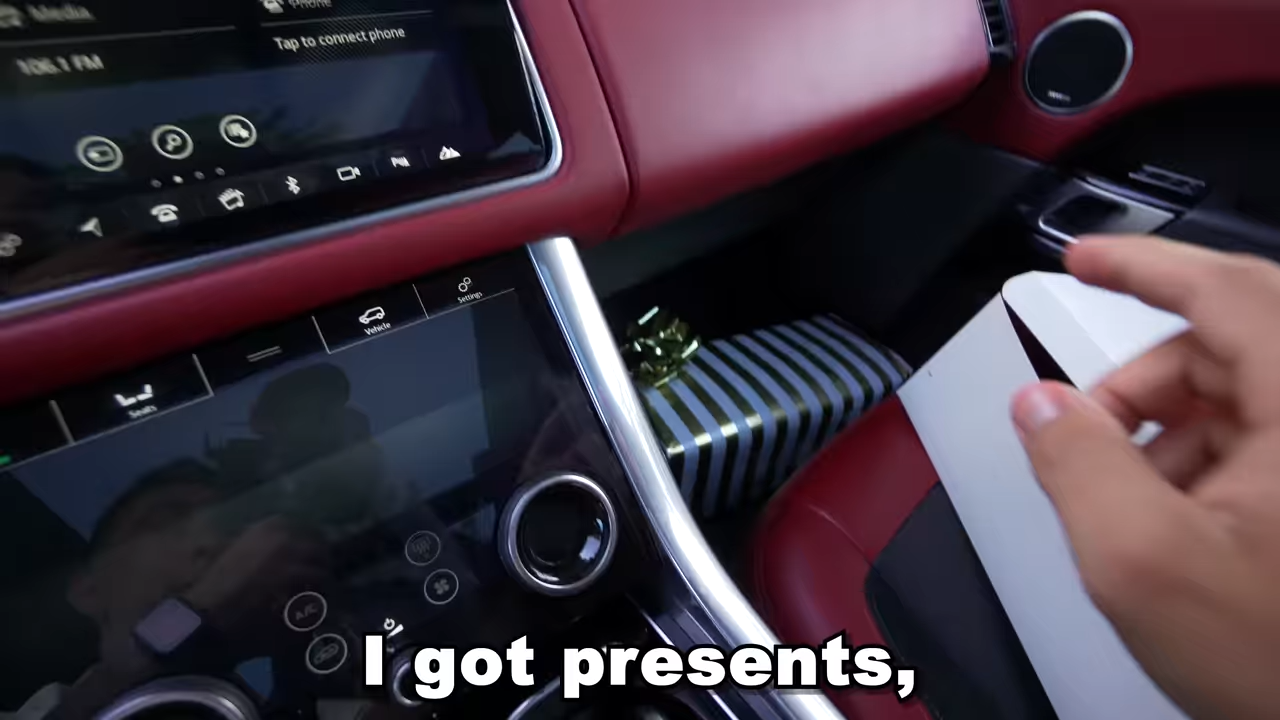 Media
Phone
Tap to connect phone
106.1 FM
Settings
Vehicle
Seats
A/C
I got presents,